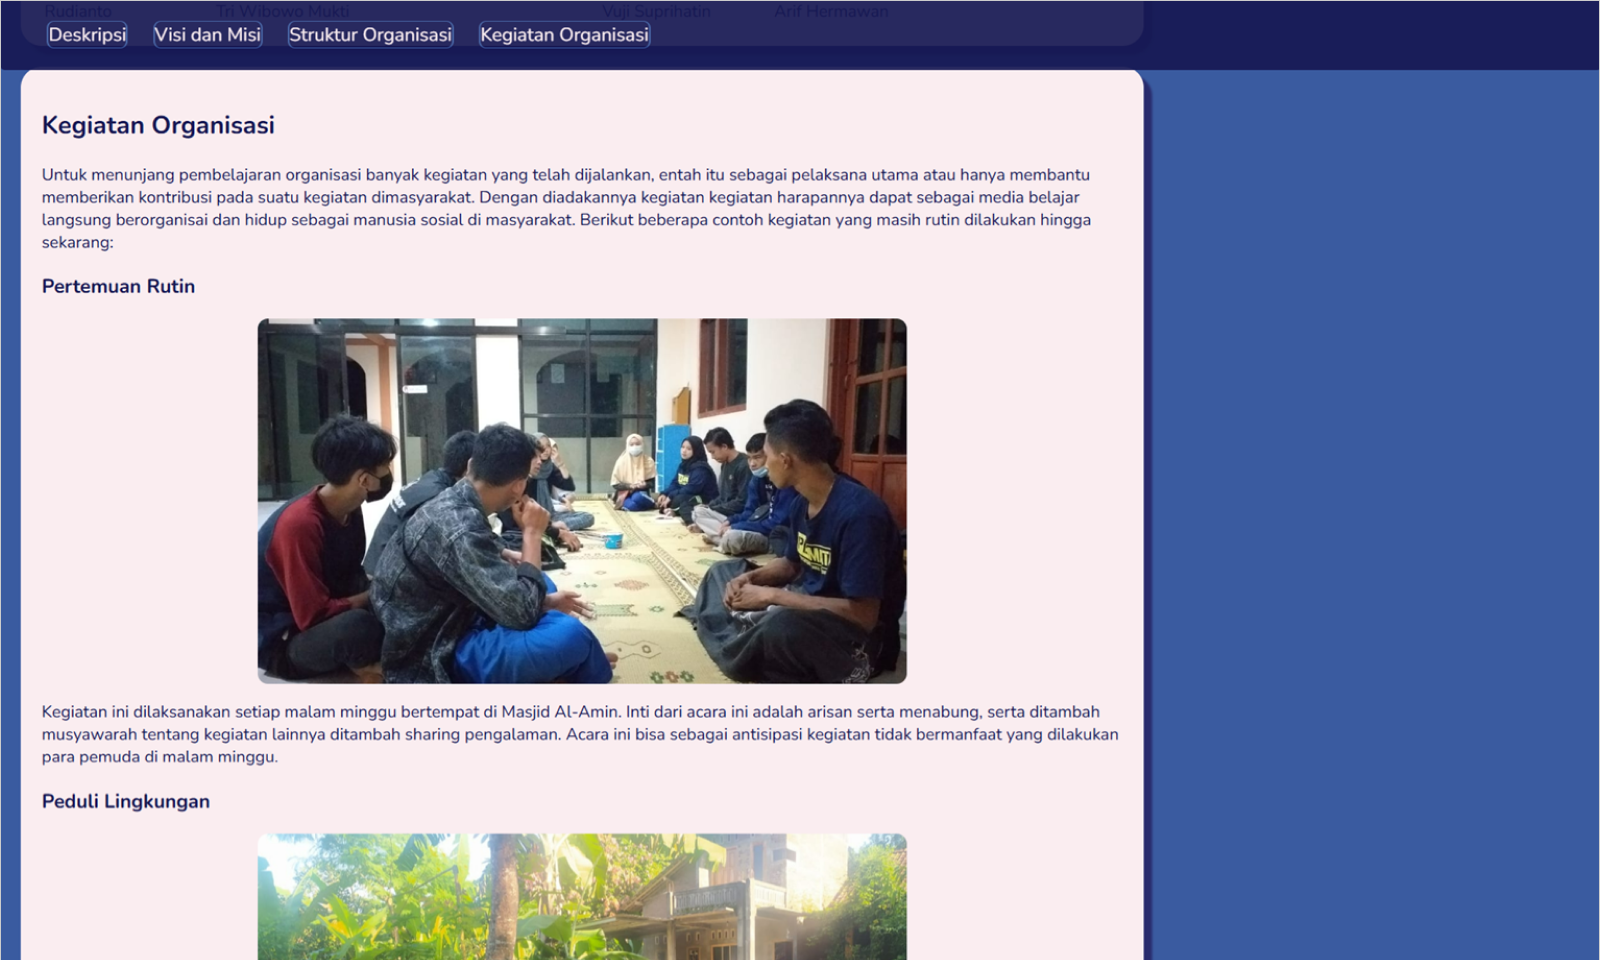 Rudianto Tri Wibowo Mukti Vuji Suprihatin Arif Hermawan
Deskripsi Visi dan Misi Struktur Organisasi Kegiatan Organisasi
Kegiatan Organisasi
Untuk menunjang pembelajaran organisasi banyak kegiatan yang telah dijalankan, entah itu sebagai pelaksana utama atau hanya membantu
memberikan kontribusi pada suatu kegiatan dimasyarakat. Dengan diadakannya kegiatan kegiatan harapannya dapat sebagai media belajar
langsung berorganisai dan hidup sebagai manusia sosial di masyarakat. Berikut beberapa contoh kegiatan yang masih rutin dilakukan hingga
sekarang:
Pertemuan Rutin
Kegiatan ini dilaksanakan setiap malam minggu bertempat di Masjid Al-Amin. Inti dari acara ini adalah arisan serta menabung, serta ditambah
musyawarah tentang kegiatan lainnya ditambah sharing pengalaman. Acara ini bisa sebagai antisipasi kegiatan tidak bermanfaat yang dilakukan
para pemuda di malam minggu.
Peduli Lingkungan